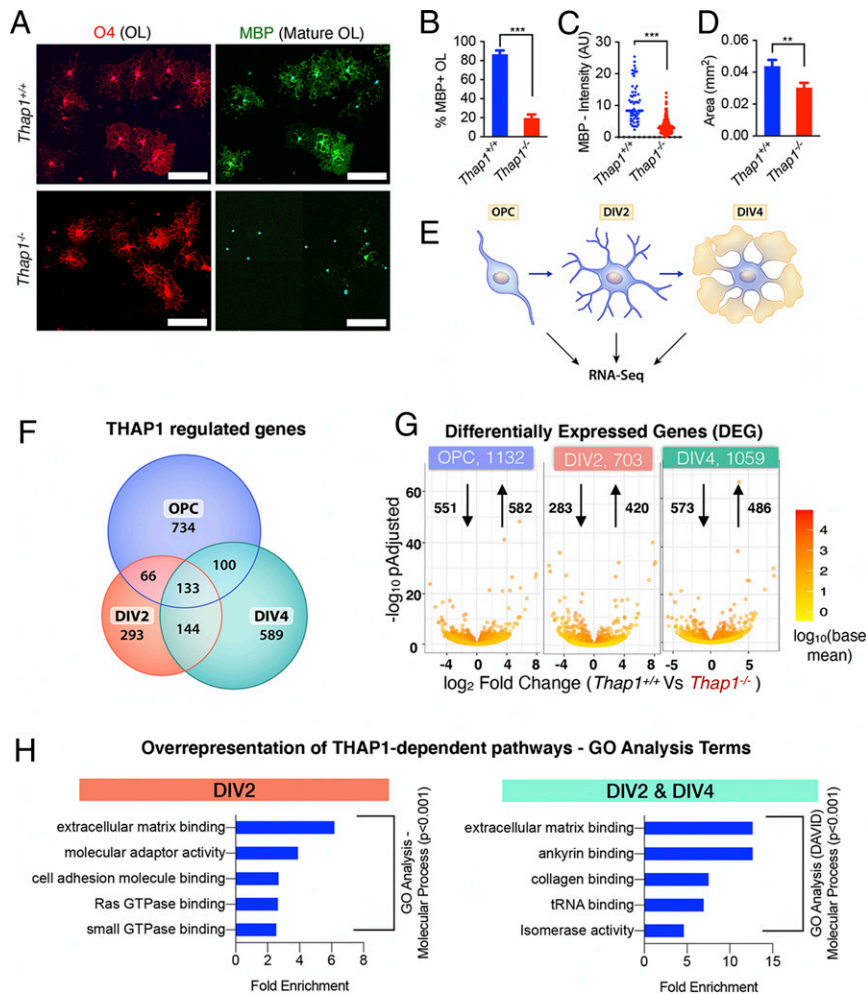 A
O4 (OL)
MBP (Mature OL)
Thap1+/+
Thap1-/-
B
***
% MBP+ OL
100
80
60
40
20
0
Thap1+/+
Thap1-/-
C
***
MBP - Intensity (AU)
30
20
10
0
Thap1+/+
Thap1-/-
D
**
Area (mm²)
0.06
0.04
0.02
0.00
Thap1+/+
Thap1-/-
E
OPC
DIV2
DIV4
RNA-Seq
F
THAP1 regulated genes
OPC
734
66
100
133
DIV2
293
144
DIV4
589
G
Differentially Expressed Genes (DEG)
OPC, 1132
DIV2, 703
DIV4, 1059
551
582
283
420
573
486
-log₁₀ pAdjusted
60
40
20
0
-4 0 4 8
-4 0 4 8
-5 0 5
log₂ Fold Change (Thap1+/+ Vs Thap1-/-)
4
3
2
1
0
log₁₀(base
mean)
H
Overrepresentation of THAP1-dependent pathways - GO Analysis Terms
DIV2
extracellular matrix binding
molecular adaptor activity
cell adhesion molecule binding
Ras GTPase binding
small GTPase binding
0 2 4 6 8
Fold Enrichment
GO Analysis -
Molecular Process (p<0.001)
DIV2 & DIV4
extracellular matrix binding
ankyrin binding
collagen binding
tRNA binding
Isomerase activity
0 5 10 15
Fold Enrichment
GO Analysis (DAVID)
Molecular Process (p<0.001)